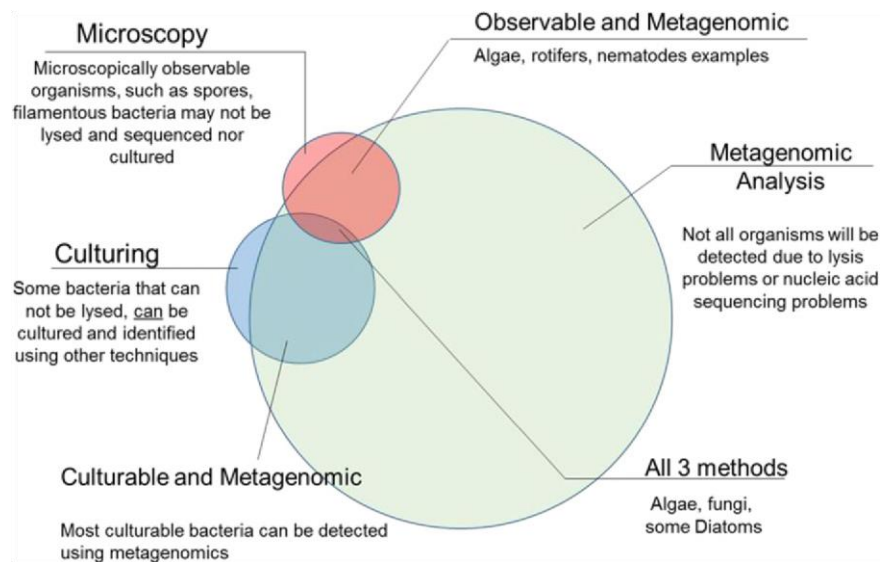 Microscopy
Microscopically observable
organisms, such as spores,
filamentous bacteria may not be
lysed and sequenced nor
cultured
Observable and Metagenomic
Algae, rotifers, nematodes examples
Metagenomic
Analysis
Not all organisms will be
detected due to lysis
problems or nucleic acid
sequencing problems
Culturing
Some bacteria that can
not be lysed, can be
cultured and identified
using other techniques
Culturable and Metagenomic
Most culturable bacteria can be detected
using metagenomics
All 3 methods
Algae, fungi,
some Diatoms